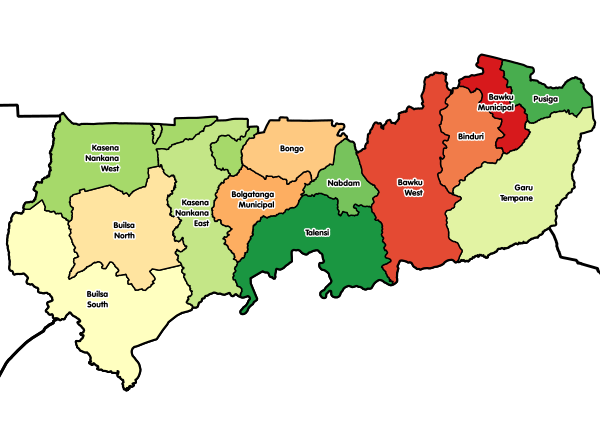 Kasena
Nankana
West
Builsa
North
Builsa
South
Kasena
Nankana
East
Bongo
Bolgatanga
Municipal
Nabdam
Talensi
Bawku
West
Binduri
Bawku
Municipal
Pusiga
Garu
Tempane